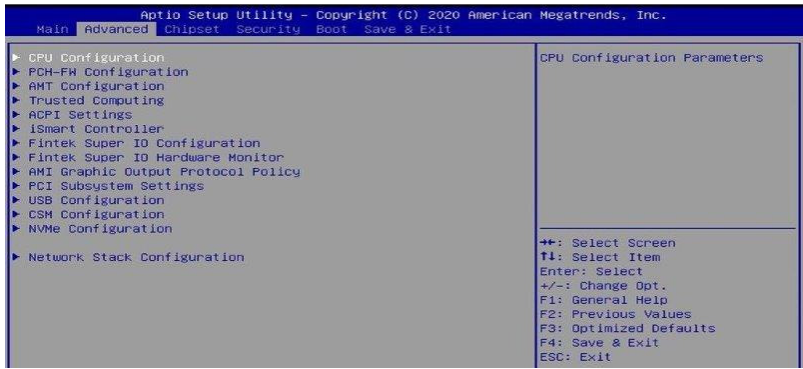 Aptio Setup Utility - Copyright (C) 2020 American Megatrends, Inc.
Main Advanced Chipset Security Boot Save & Exit
▶ CPU Configuration
▶ PCH-FW Configuration
▶ AMT Configuration
▶ Trusted Computing
▶ ACPI Settings
▶ iSmart Controller
▶ Fintek Super IO Configuration
▶ Fintek Super IO Hardware Monitor
▶ AMI Graphic Output Protocol Policy
▶ PCI Subsystem Settings
▶ USB Configuration
▶ CSM Configuration
▶ NVMe Configuration
▶ Network Stack Configuration
CPU Configuration Parameters
→←: Select Screen
↑↓: Select Item
Enter: Select
+/-: Change Opt.
F1: General Help
F2: Previous Values
F3: Optimized Defaults
F4: Save & Exit
ESC: Exit